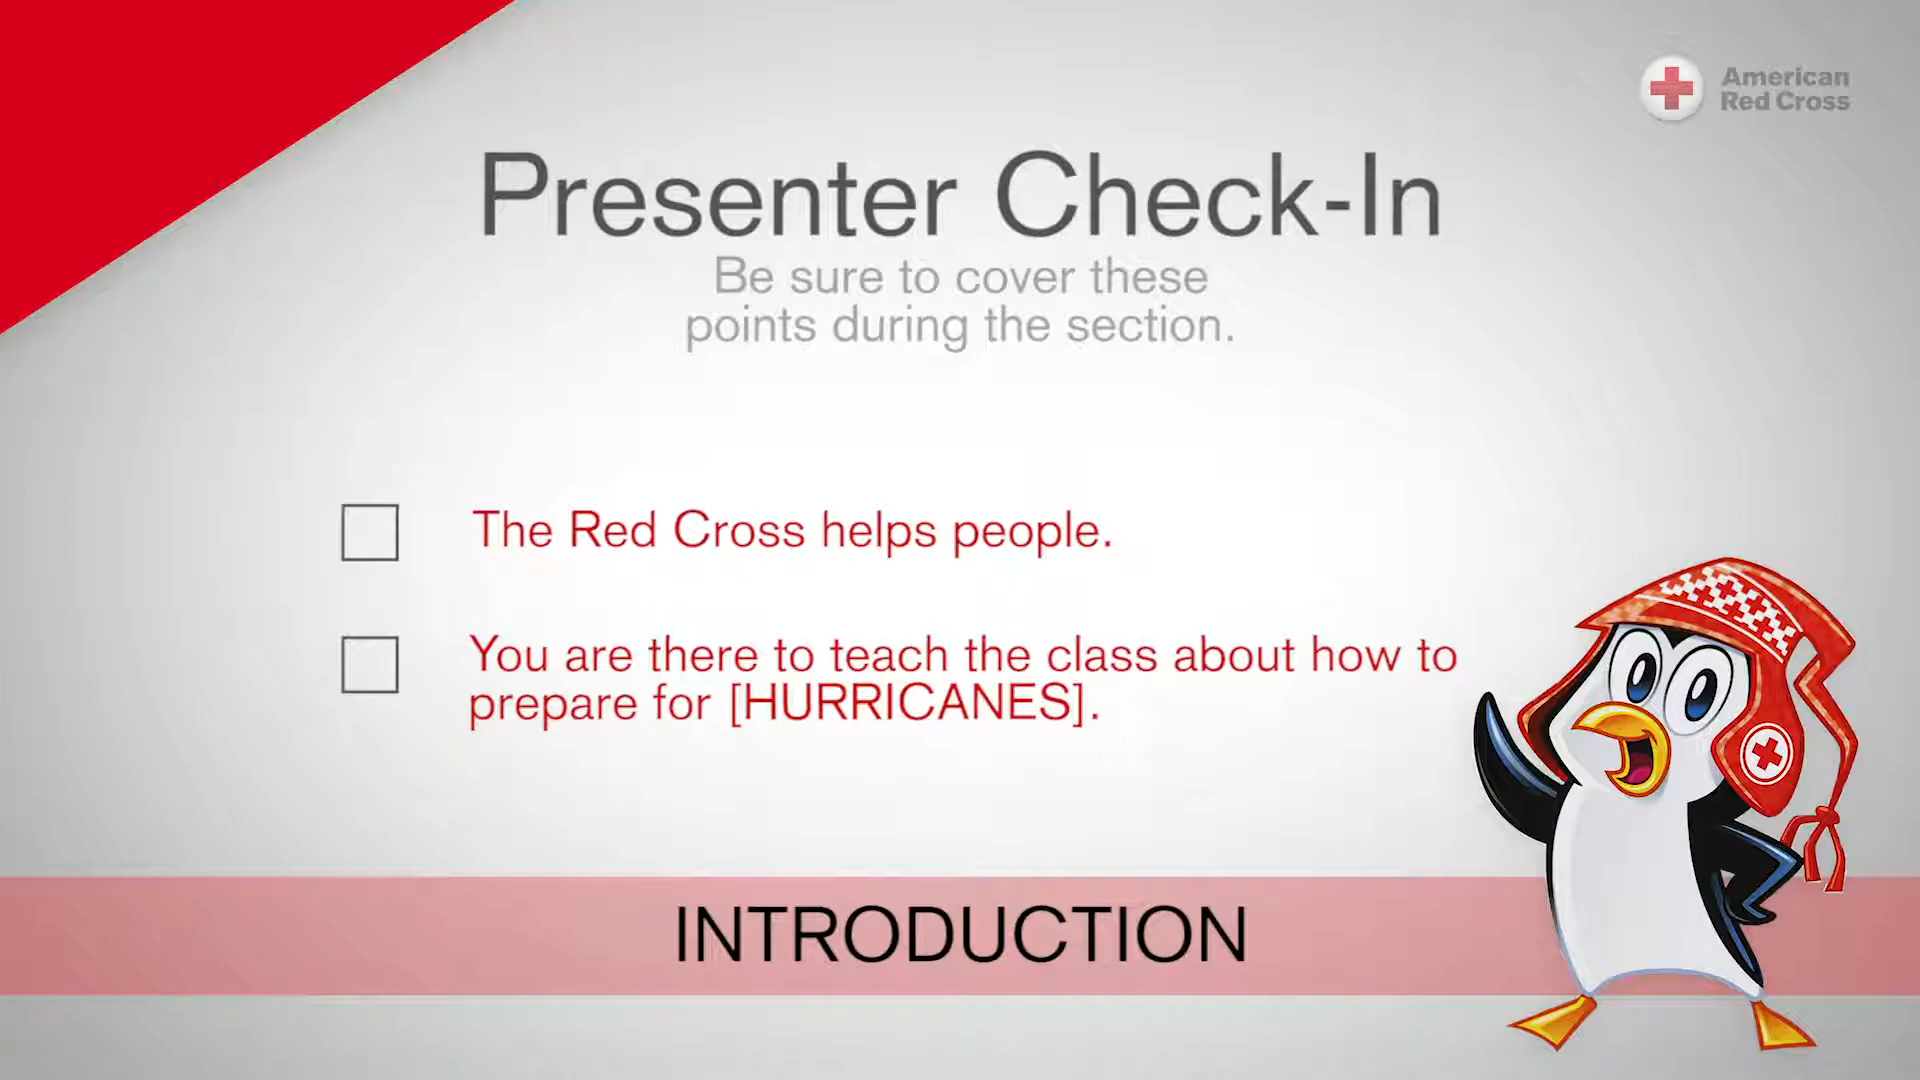 American
Red Cross
Presenter Check-In
Be sure to cover these
points during the section.
The Red Cross helps people.
You are there to teach the class about how to
prepare for [HURRICANES].
INTRODUCTION